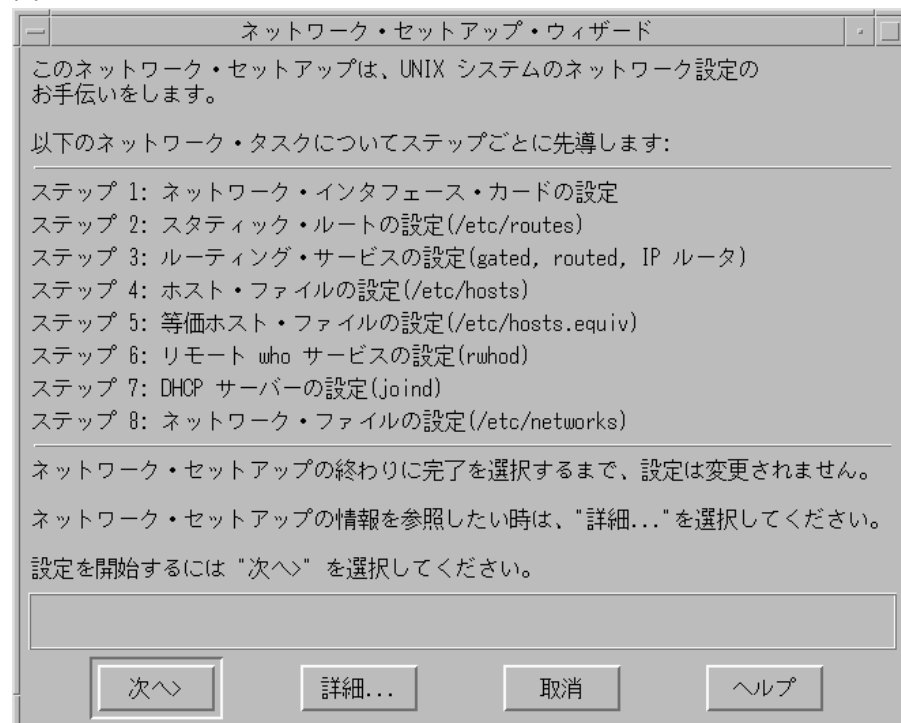 ネットワーク・セットアップ・ウィザード
このネットワーク・セットアップは、UNIX システムのネットワーク設定の
お手伝いをします。
以下のネットワーク・タスクについてステップごとに先導します:
ステップ 1: ネットワーク・インタフェース・カードの設定
ステップ 2: スタティック・ルートの設定(/etc/routes)
ステップ 3: ルーティング・サービスの設定(gated, routed, IP ルータ)
ステップ 4: ホスト・ファイルの設定(/etc/hosts)
ステップ 5: 等価ホスト・ファイルの設定(/etc/hosts.equiv)
ステップ 6: リモート who サービスの設定(rwhod)
ステップ 7: DHCP サーバーの設定(joind)
ステップ 8: ネットワーク・ファイルの設定(/etc/networks)
ネットワーク・セットアップの終わりに完了を選択するまで、設定は変更されません。
ネットワーク・セットアップの情報を参照したい時は、"詳細..."を選択してください。
設定を開始するには "次へ>" を選択してください。
次へ>
詳細...
取消
ヘルプ